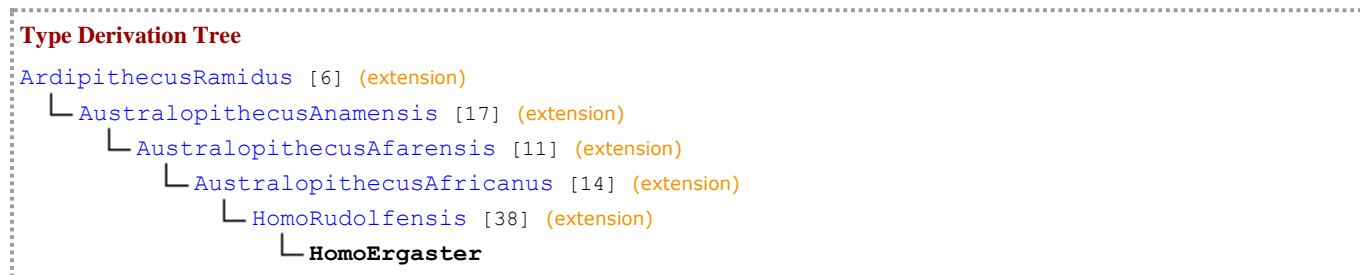 Type Derivation Tree
ArdipithecusRamidus [6] (extension)
AustralopithecusAnamensis [17] (extension)
AustralopithecusAfarensis [11] (extension)
AustralopithecusAfricanus [14] (extension)
HomoRudolfensis [38] (extension)
HomoErgaster